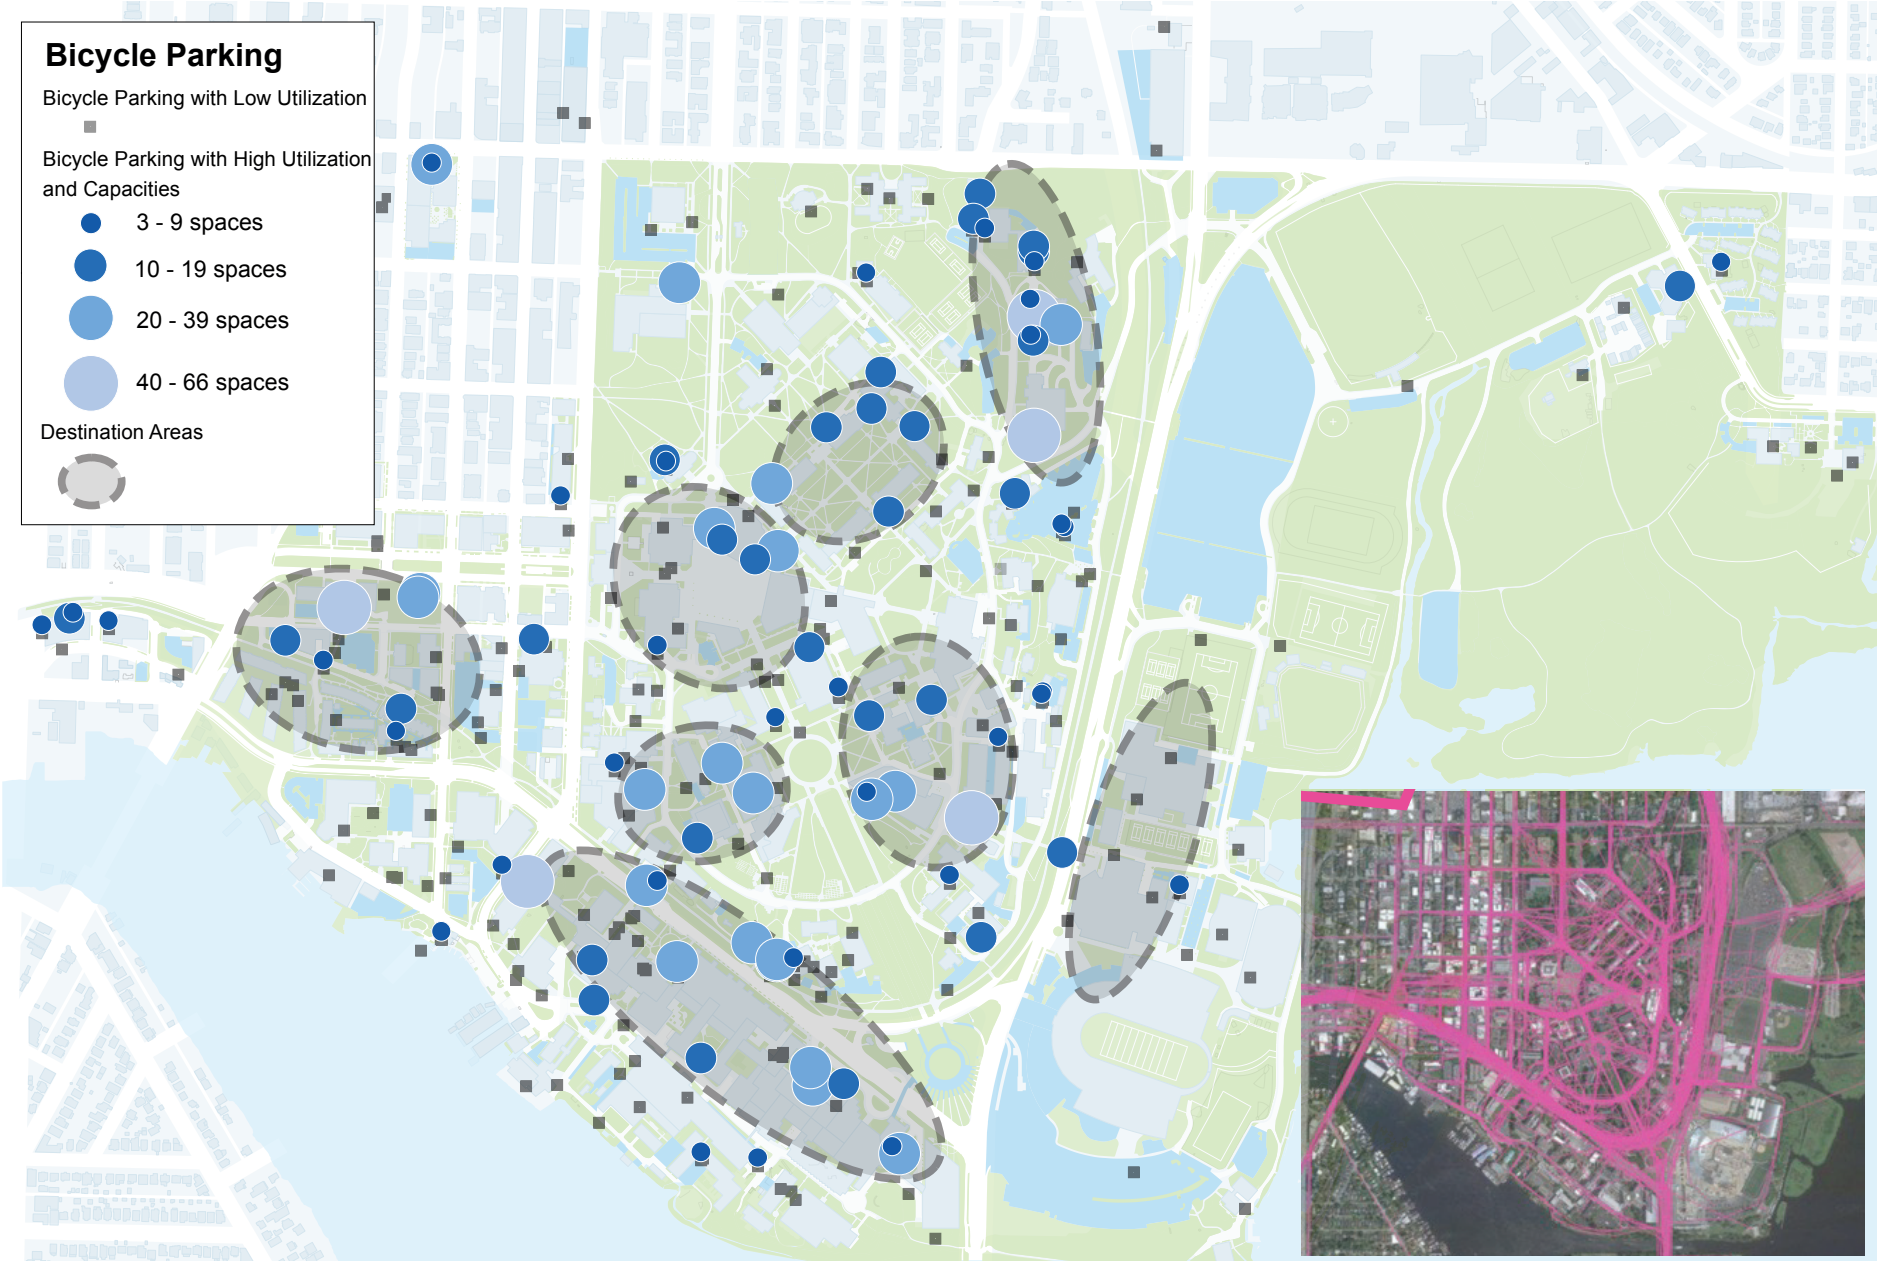 Bicycle Parking
Bicycle Parking with Low Utilization
Bicycle Parking with High Utilization
and Capacities
3 - 9 spaces
10 - 19 spaces
20 - 39 spaces
40 - 66 spaces
Destination Areas